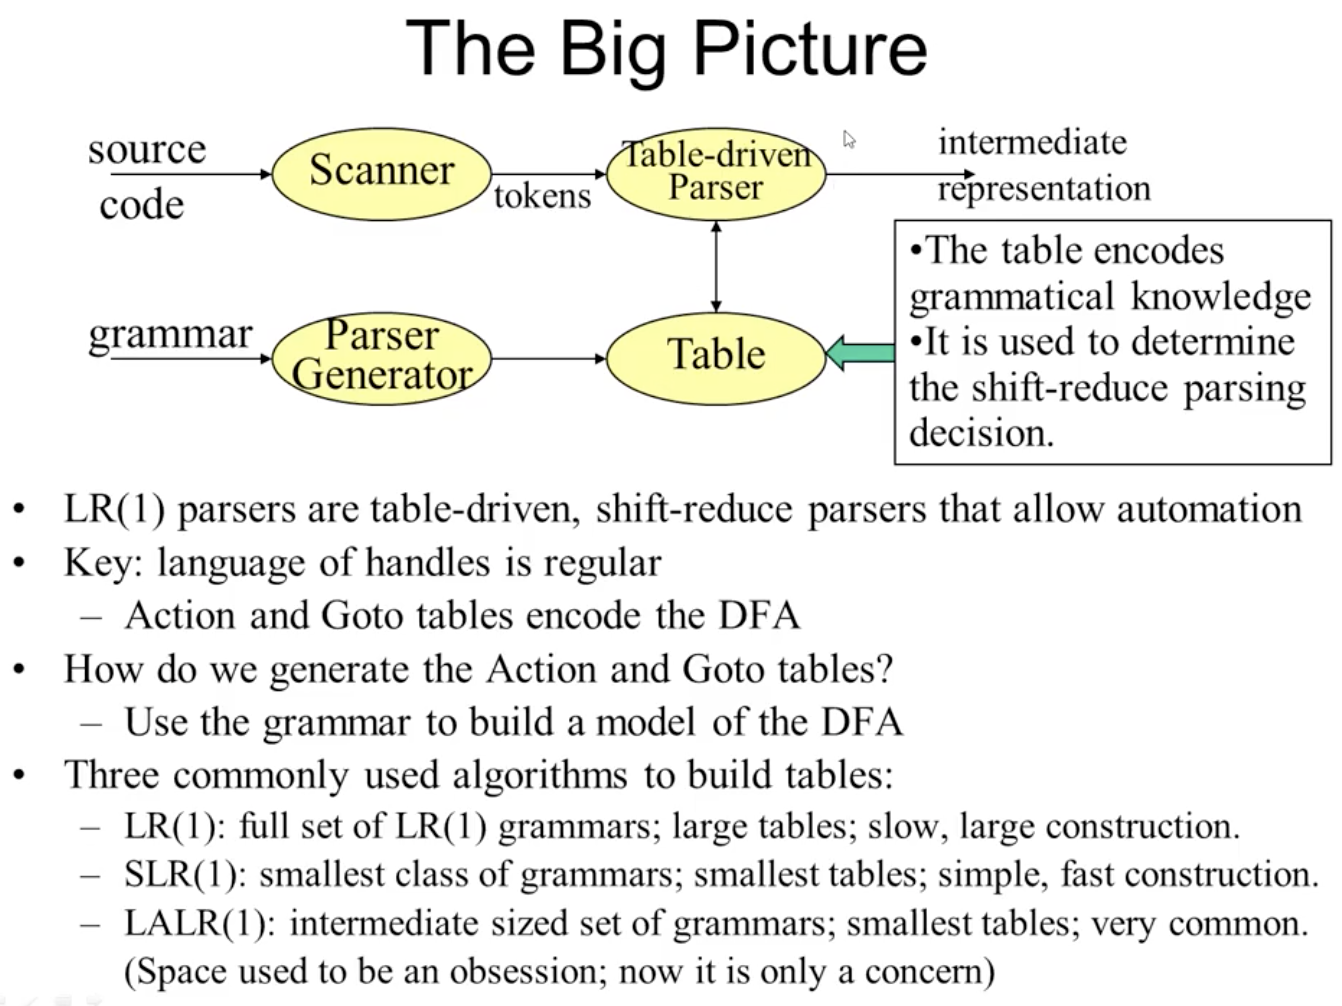 The Big Picture
source
code
Scanner
tokens
Table-driven
Parser
intermediate
representation
grammar
Parser
Generator
Table
•The table encodes
grammatical knowledge
•It is used to determine
the shift-reduce parsing
decision.
• LR(1) parsers are table-driven, shift-reduce parsers that allow automation
• Key: language of handles is regular
– Action and Goto tables encode the DFA
• How do we generate the Action and Goto tables?
– Use the grammar to build a model of the DFA
• Three commonly used algorithms to build tables:
– LR(1): full set of LR(1) grammars; large tables; slow, large construction.
– SLR(1): smallest class of grammars; smallest tables; simple, fast construction.
– LALR(1): intermediate sized set of grammars; smallest tables; very common.
(Space used to be an obsession; now it is only a concern)